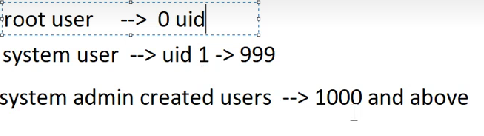 root user --> 0 uid
system user --> uid 1 -> 999
system admin created users --> 1000 and above